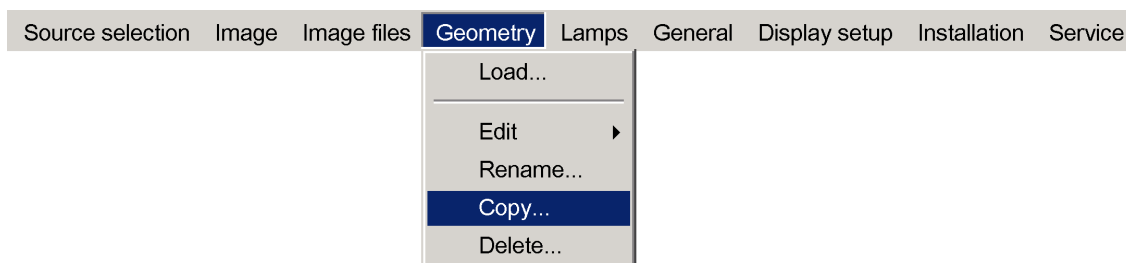 Source selection Image Image files Geometry Lamps General Display setup Installation Service
Load...
Edit
Rename...
Copy...
Delete...